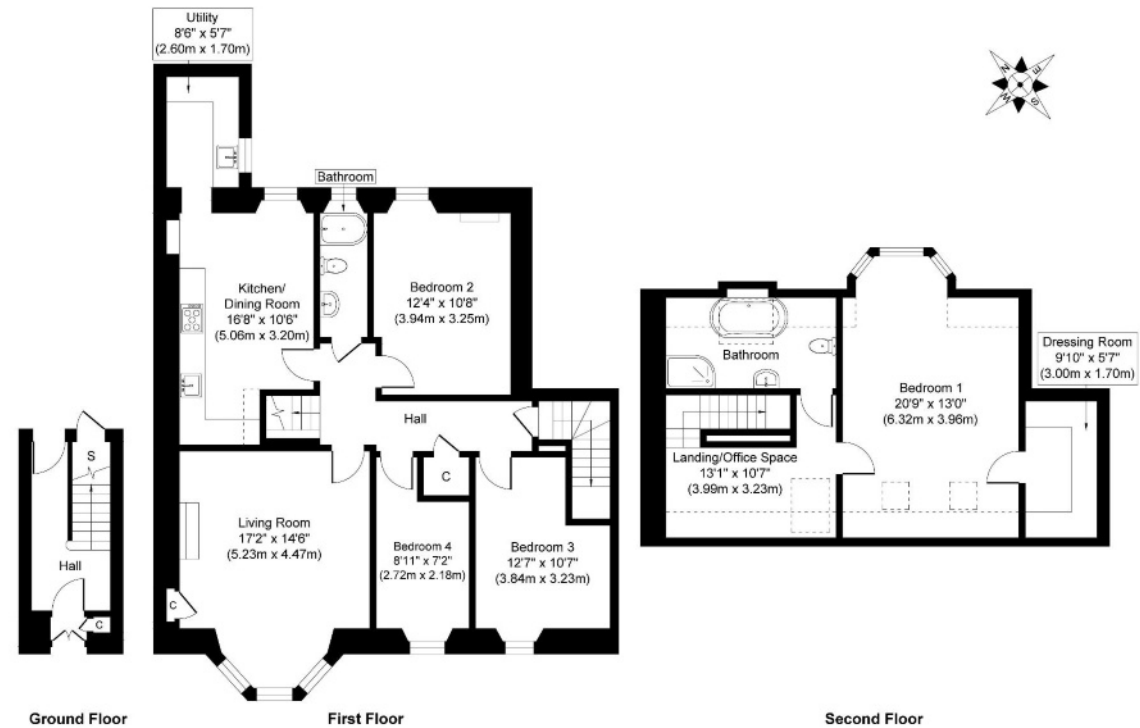 Utility
8'6" x 5'7"
(2.60m x 1.70m)
N
E
W
S
Bathroom
Kitchen/
Dining Room
16'8" x 10'6"
(5.06m x 3.20m)
Bedroom 2
12'4" x 10'8"
(3.94m x 3.25m)
Hall
C
Living Room
17'2" x 14'6"
(5.23m x 4.47m)
C
Bedroom 4
8'11" x 7'2"
(2.72m x 2.18m)
Bedroom 3
12'7" x 10'7"
(3.84m x 3.23m)
S
Hall
C
Bathroom
Bedroom 1
20'9" x 13'0"
(6.32m x 3.96m)
Dressing Room
9'10" x 5'7"
(3.00m x 1.70m)
Landing/Office Space
13'1" x 10'7"
(3.99m x 3.23m)
Ground Floor
First Floor
Second Floor